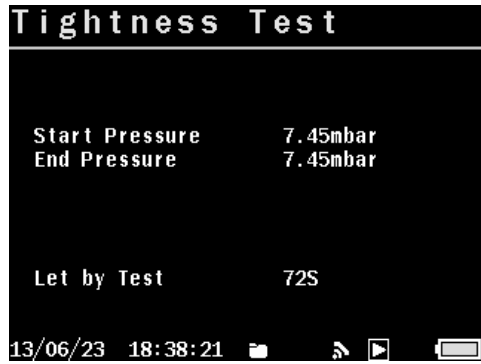 Tightness Test
Start Pressure 7.45mbar
End Pressure 7.45mbar
Let by Test 72S
13/06/23 18:38:21